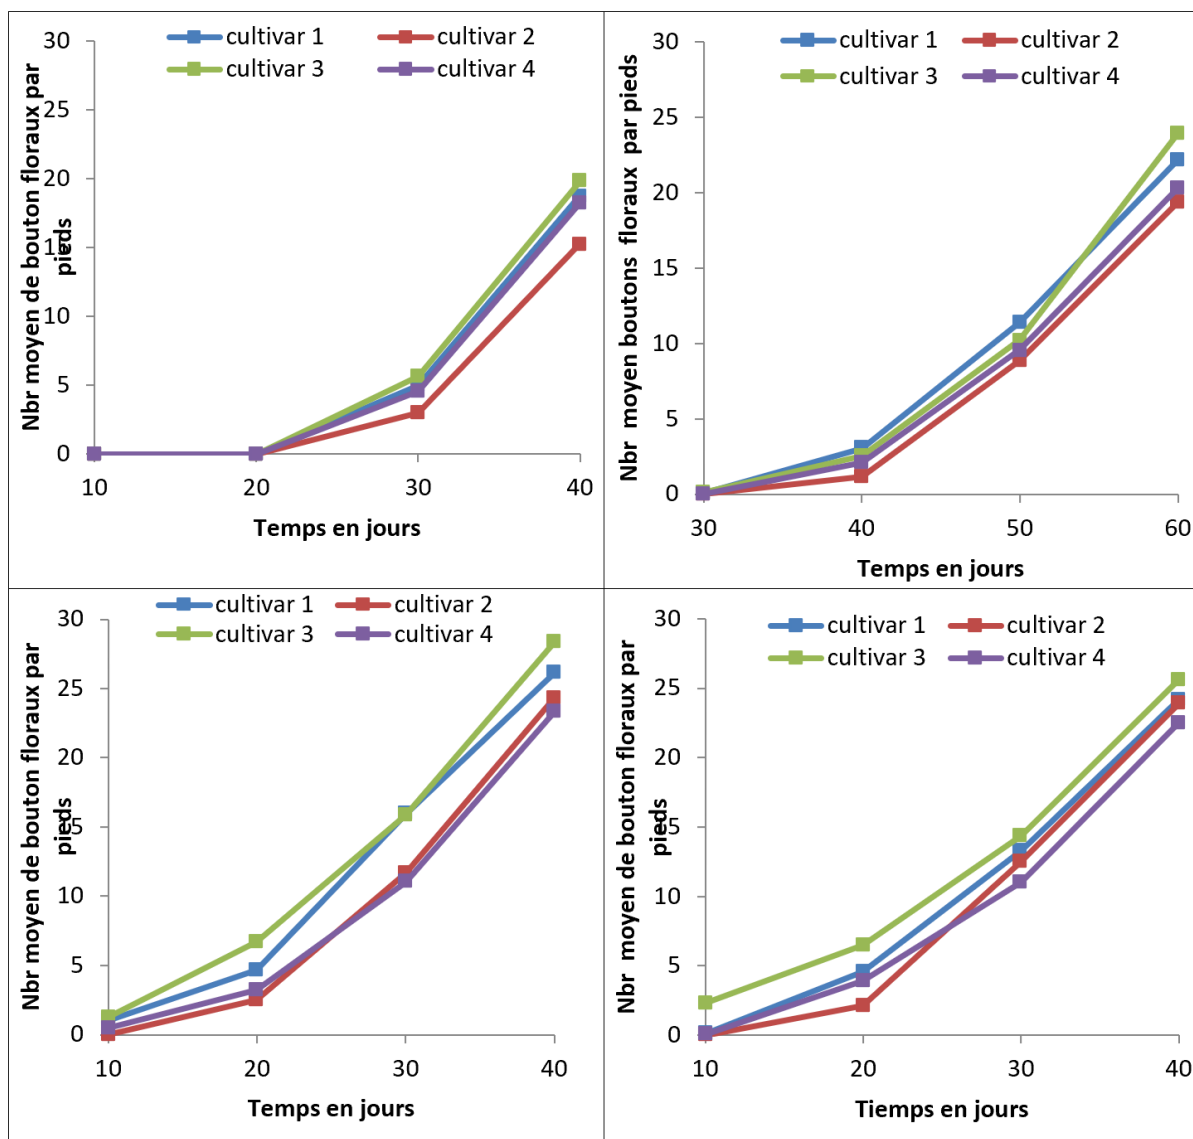 cultivar 1 cultivar 2
cultivar 3 cultivar 4
Nbr moyen de bouton floraux par
pieds
30
25
20
15
10
5
0
10 20 30 40
Temps en jours
cultivar 1 cultivar 2
cultivar 3 cultivar 4
Nbr moyen boutons floraux par pieds
30
25
20
15
10
5
0
30 40 50 60
Temps en jours
cultivar 1 cultivar 2
cultivar 3 cultivar 4
Nbr moyen de bouton floraux par
pieds
30
25
20
15
10
5
0
10 20 30 40
Temps en jours
cultivar 1 cultivar 2
cultivar 3 cultivar 4
Nbr moyen de bouton floraux par
pieds
30
25
20
15
10
5
0
10 20 30 40
Tiemps en jours